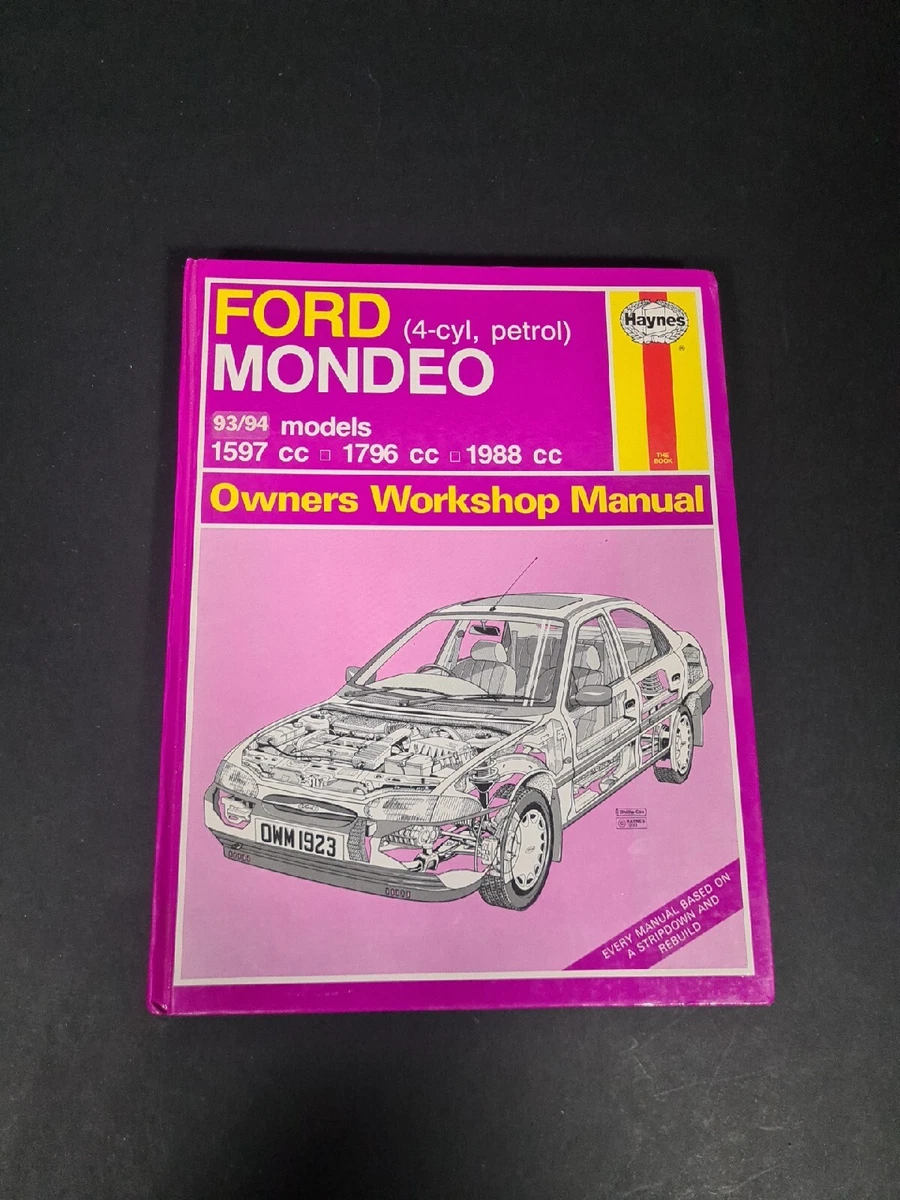 FORD (4-cyl, petrol)
MONDEO
93/94 models
1597 cc □ 1796 cc □ 1988 cc
Haynes
®
THE
BOOK
Owners Workshop Manual
OWM 1923
HAYNES
EVERY MANUAL BASED ON
A STRIPDOWN AND
REBUILD